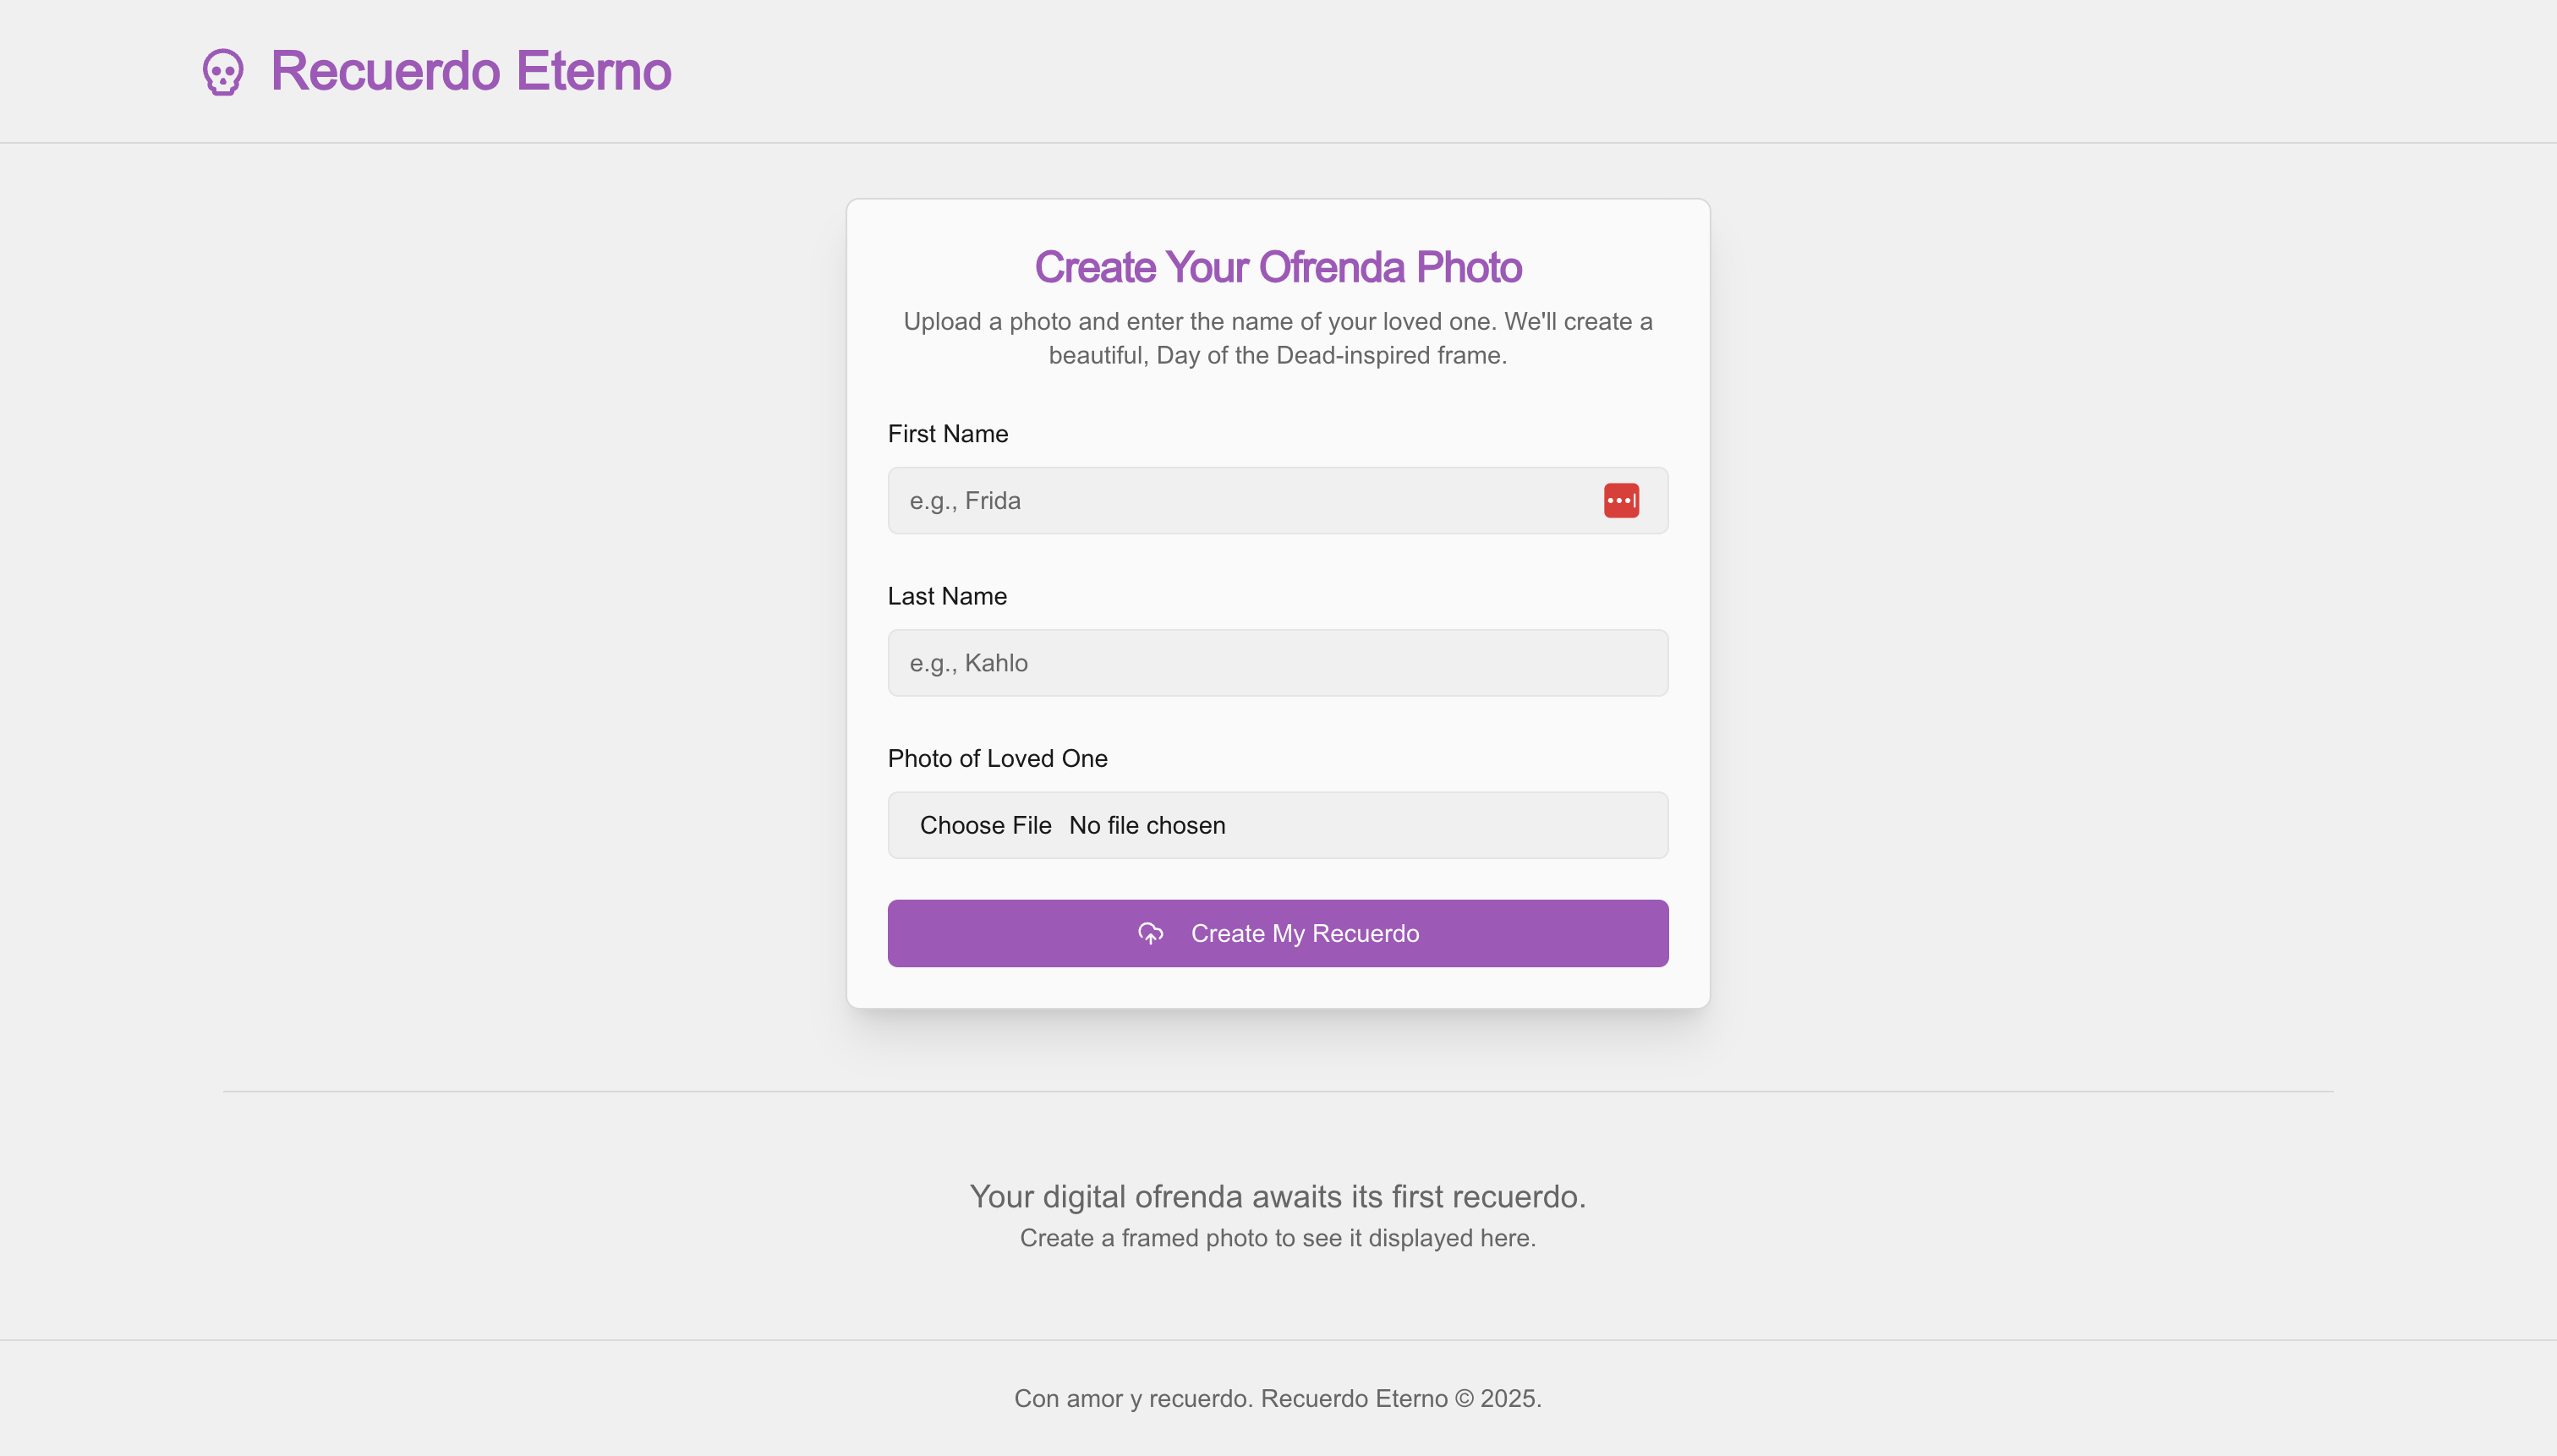 Recuerdo Eterno
Create Your Ofrenda Photo
Upload a photo and enter the name of your loved one. We'll create a
beautiful, Day of the Dead-inspired frame.
First Name
e.g., Frida
Last Name
e.g., Kahlo
Photo of Loved One
Choose File No file chosen
Create My Recuerdo
Your digital ofrenda awaits its first recuerdo.
Create a framed photo to see it displayed here.
Con amor y recuerdo. Recuerdo Eterno © 2025.